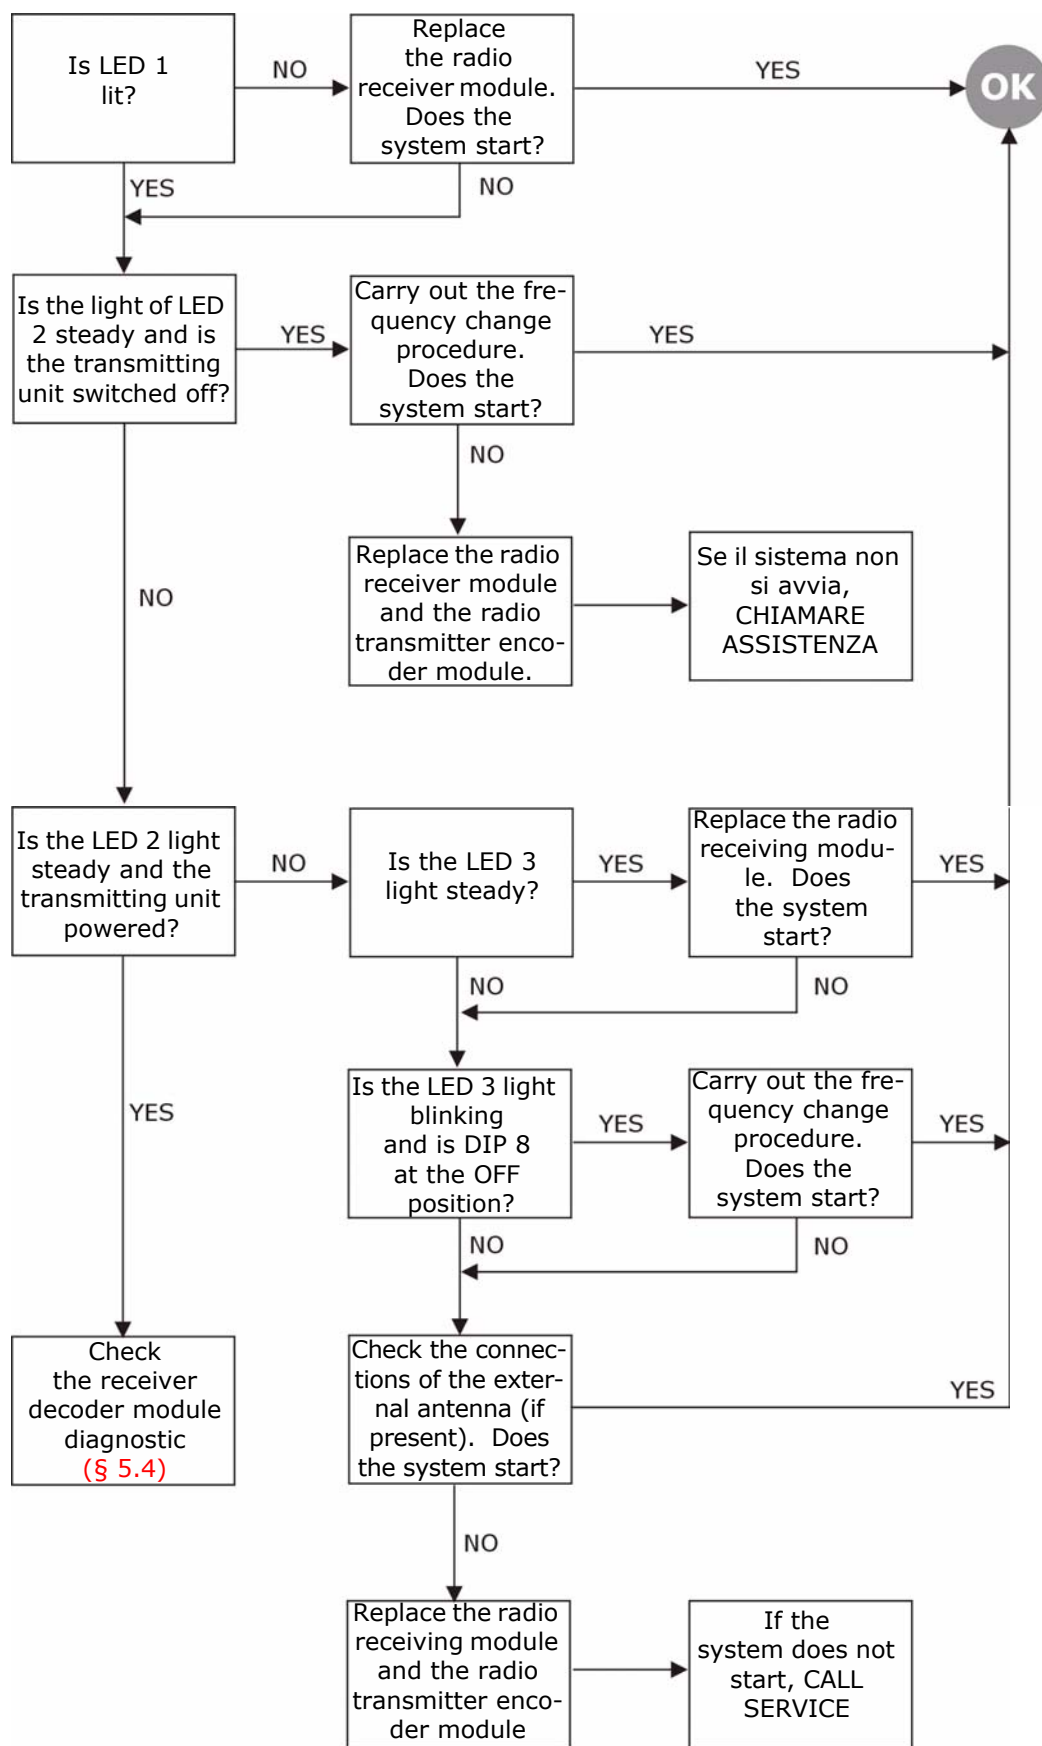 Is LED 1
lit?
NO
Replace
the radio
receiver module.
Does the
system start?
YES
OK
YES
NO
Is the light of LED
2 steady and is
the transmitting
unit switched off?
YES
Carry out the fre-
quency change
procedure.
Does the
system start?
YES
NO
NO
Replace the radio
receiver module
and the radio
transmitter enco-
der module.
Se il sistema non
si avvia,
CHIAMARE
ASSISTENZA
Is the LED 2 light
steady and the
transmitting unit
powered?
NO
Is the LED 3
light steady?
YES
Replace the radio
receiving modu-
le. Does
the system
start?
YES
NO
NO
YES
Is the LED 3 light
blinking
and is DIP 8
at the OFF
position?
YES
Carry out the fre-
quency change
procedure.
Does the
system start?
YES
NO
NO
Check
the receiver
decoder module
diagnostic
(§ 5.4)
Check the connec-
tions of the exter-
nal antenna (if
present). Does
the system start?
YES
NO
Replace the radio
receiving module
and the radio
transmitter enco-
der module
If the
system does not
start, CALL
SERVICE